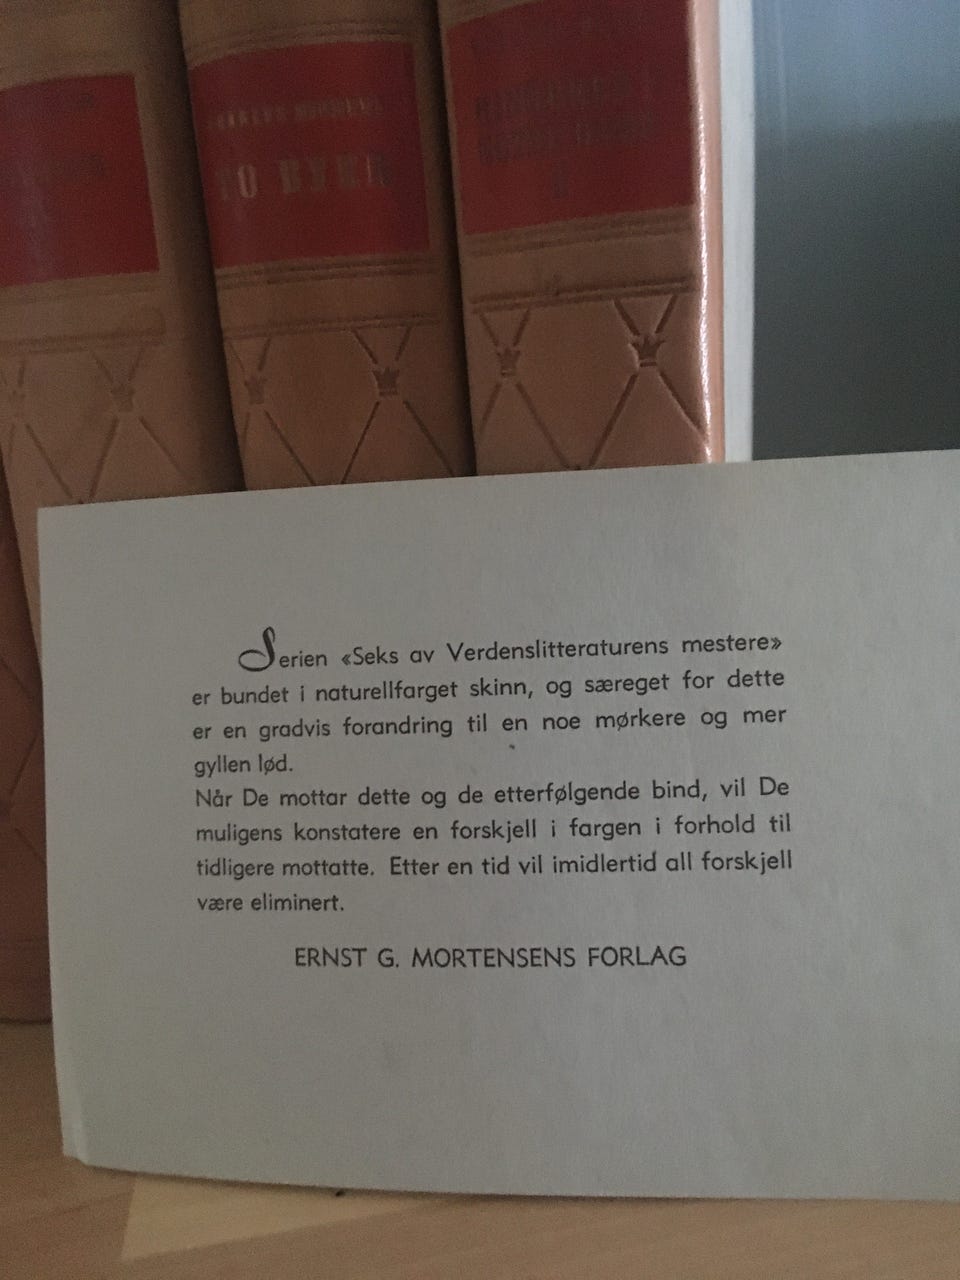 TO BYER
Serien «Seks av Verdenslitteraturens mestere»
er bundet i naturellfarget skinn, og særeget for dette
er en gradvis forandring til en noe mørkere og mer
gyllen lød.
Når De mottar dette og de etterfølgende bind, vil De
muligens konstatere en forskjell i fargen i forhold til
tidligere mottatte. Etter en tid vil imidlertid all forskjell
være eliminert.
ERNST G. MORTENSENS FORLAG